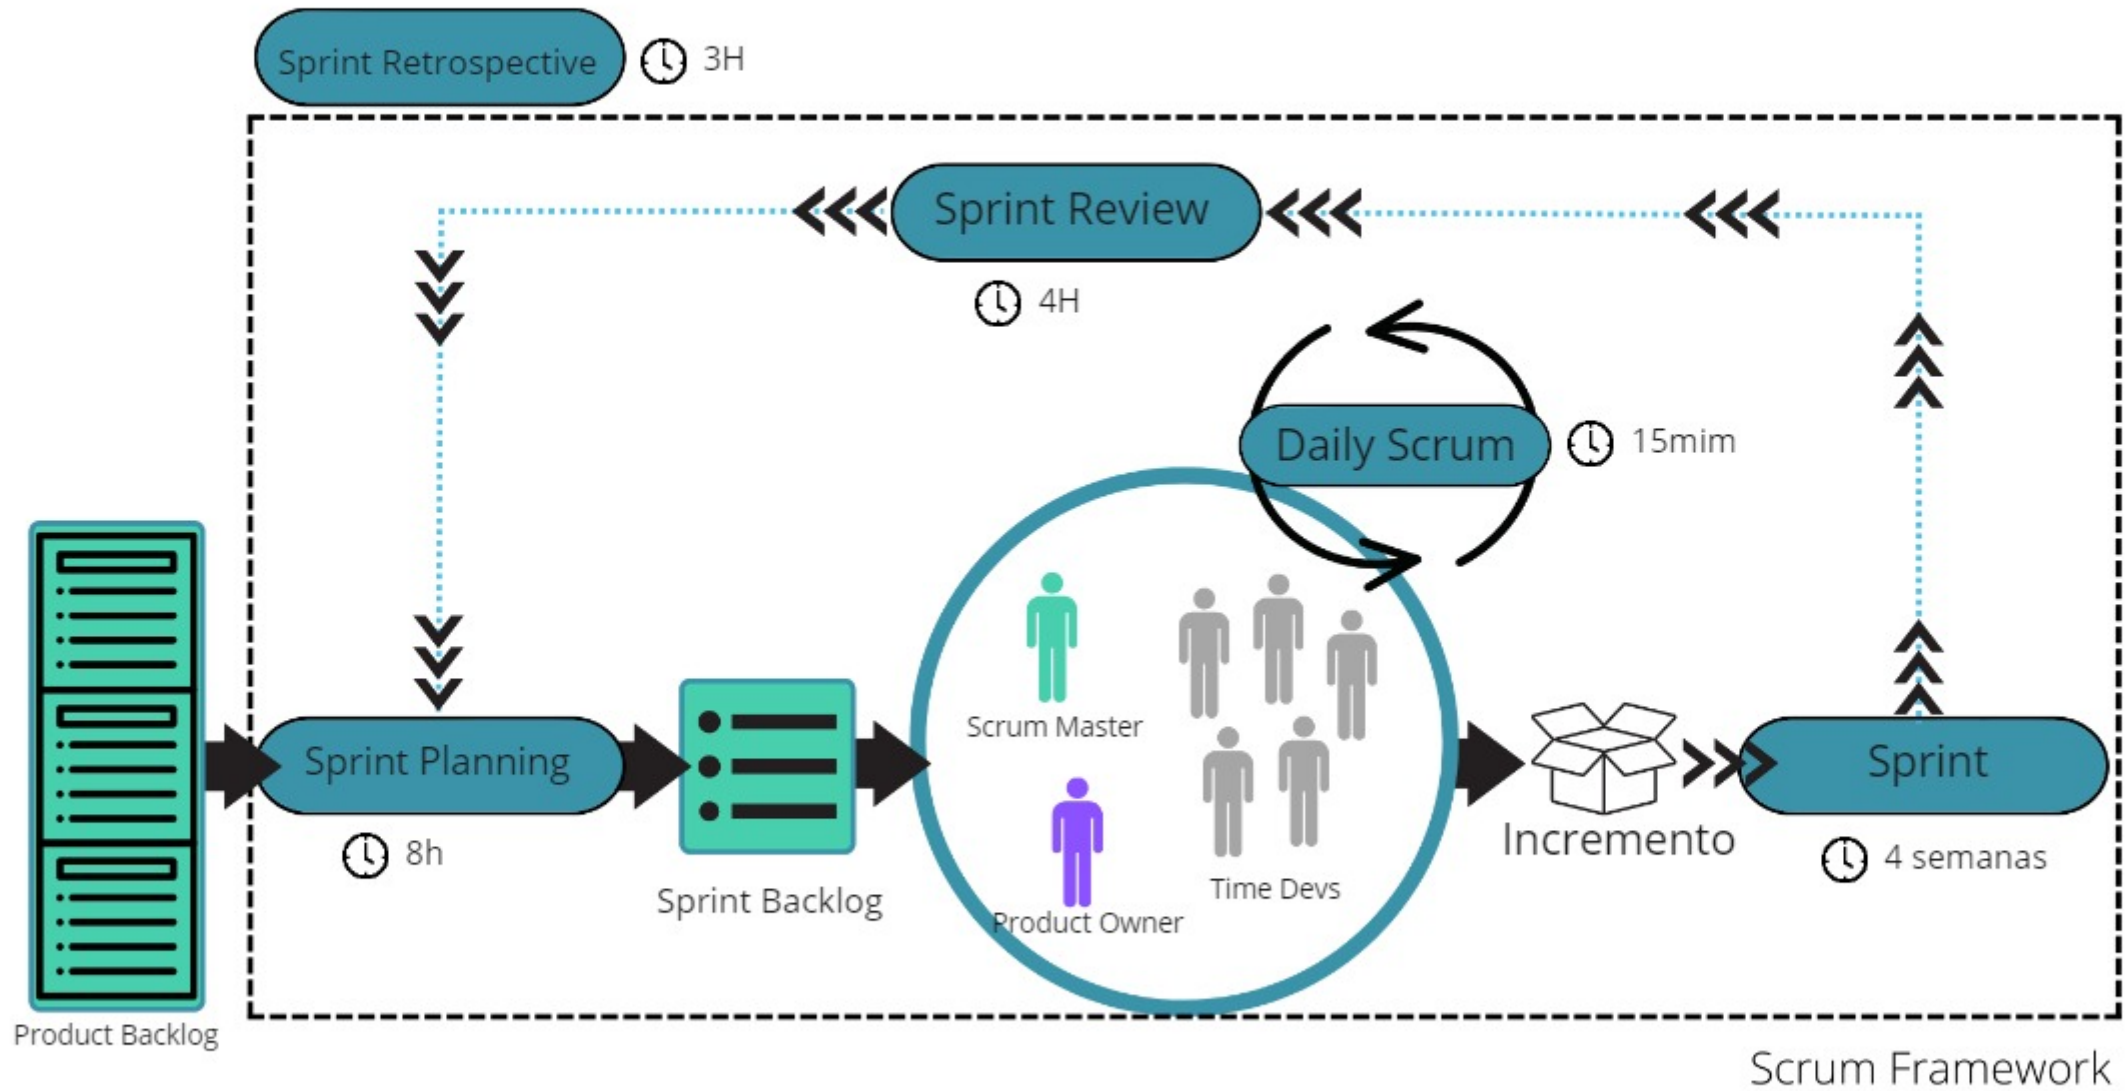 Sprint Retrospective
3H
Sprint Review
4H
Daily Scrum
15mim
Scrum Master
Sprint Planning
Sprint
8h
Incremento
4 semanas
Sprint Backlog
Time Devs
Product Owner
Product Backlog
Scrum Framework